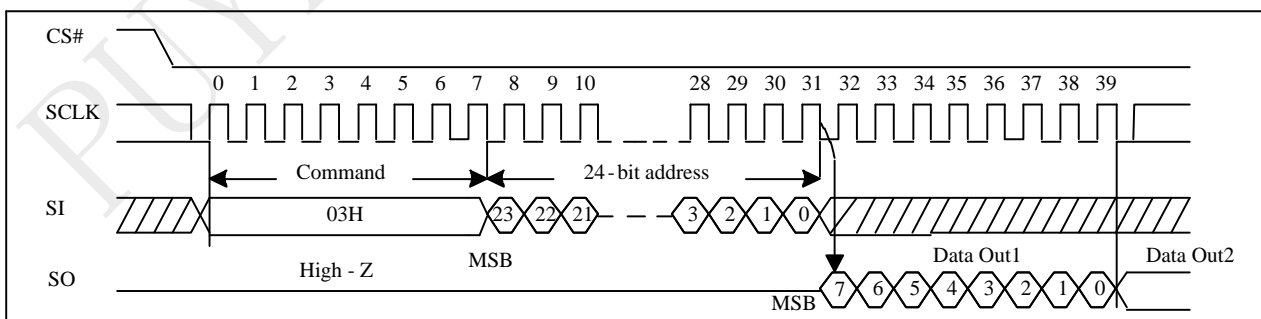 PUY
CS#
0 1 2 3 4 5 6 7 8 9 10 28 29 30 31 32 33 34 35 36 37 38 39
SCLK
Command 24-bit address
SI 03H 23 22 21 3 2 1 0
High - Z MSB Data Out1 Data Out2
SO MSB 7 6 5 4 3 2 1 0